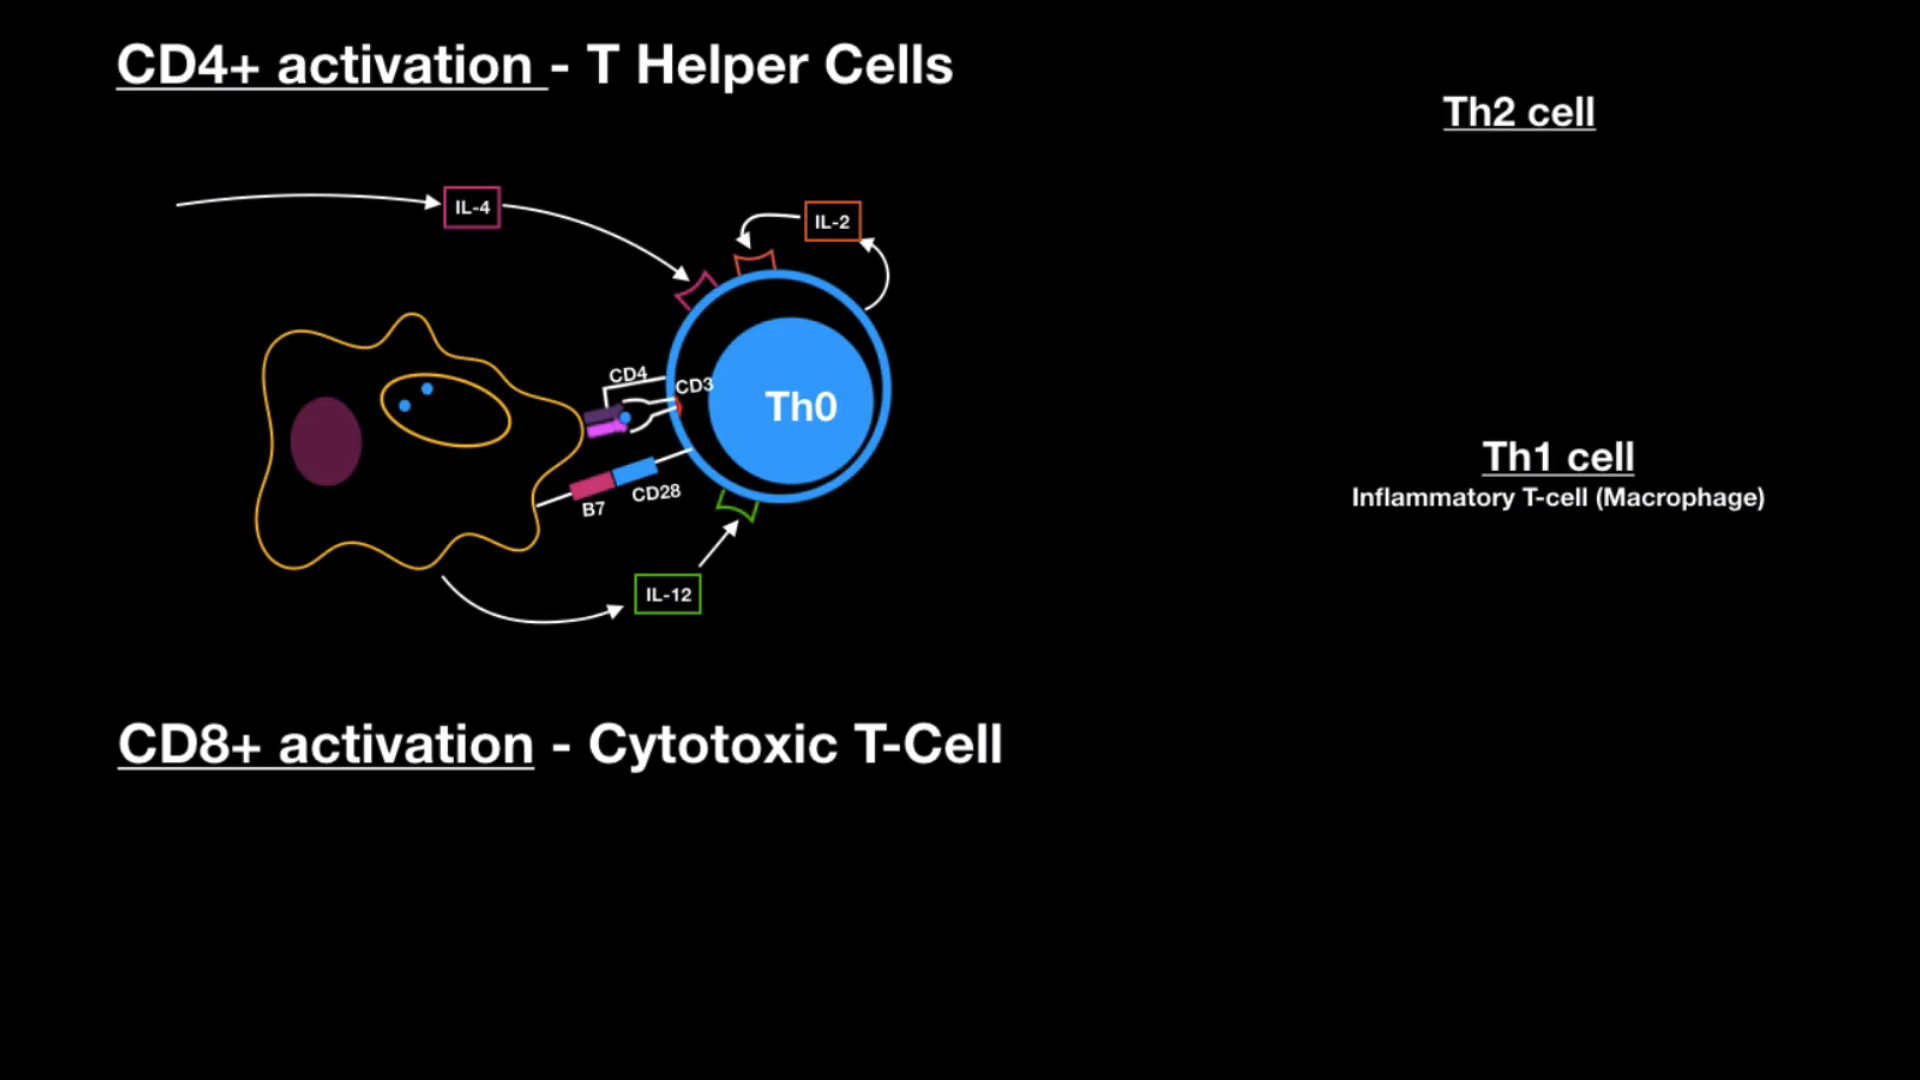 CD4+ activation - T Helper Cells
Th2 cell
IL-4
IL-2
CD4
CD3
Th0
B7
CD28
Th1 cell
Inflammatory T-cell (Macrophage)
IL-12
CD8+ activation - Cytotoxic T-Cell